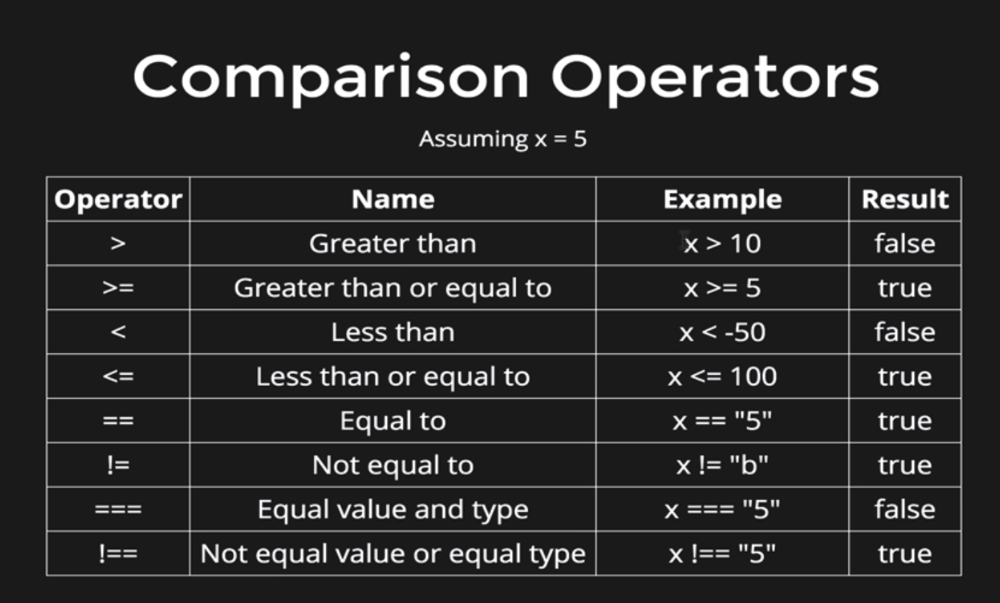 Comparison Operators
Assuming x = 5
Operator Name Example Result
> Greater than x > 10 false
>= Greater than or equal to x >= 5 true
< Less than x < -50 false
<= Less than or equal to x <= 100 true
== Equal to x == "5" true
!= Not equal to x != "b" true
=== Equal value and type x === "5" false
!== Not equal value or equal type x !== "5" true